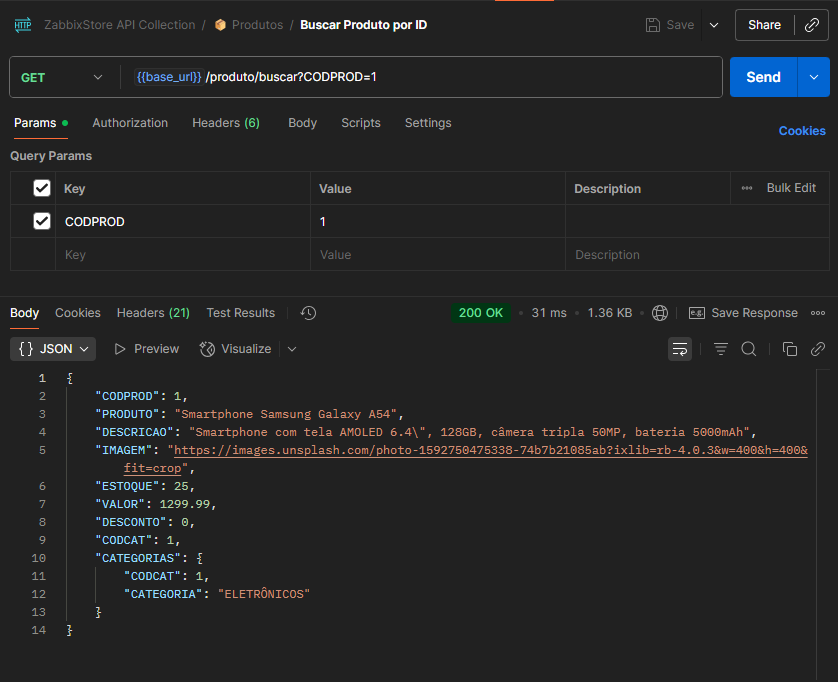 HTTP ZabbixStore API Collection / Produtos / Buscar Produto por ID Save Share
GET {{base_url}} /produto/buscar?CODPROD=1 Send
Params Authorization Headers (6) Body Scripts Settings Cookies
Query Params
Key Value Description Bulk Edit
CODPROD 1
Key Value Description
Body Cookies Headers (21) Test Results 200 OK • 31 ms • 1.36 KB • e.g. Save Response
{} JSON Preview Visualize
1 {
2 "CODPROD": 1,
3 "PRODUTO": "Smartphone Samsung Galaxy A54",
4 "DESCRICAO": "Smartphone com tela AMOLED 6.4\", 128GB, câmera tripla 50MP, bateria 5000mAh",
5 "IMAGEM": "https://images.unsplash.com/photo-1592750475338-74b7b21085ab?ixlib=rb-4.0.3&w=400&h=400&
fit=crop",
6 "ESTOQUE": 25,
7 "VALOR": 1299.99,
8 "DESCONTO": 0,
9 "CODCAT": 1,
10 "CATEGORIAS": {
11 "CODCAT": 1,
12 "CATEGORIA": "ELETRÔNICOS"
13 }
14 }